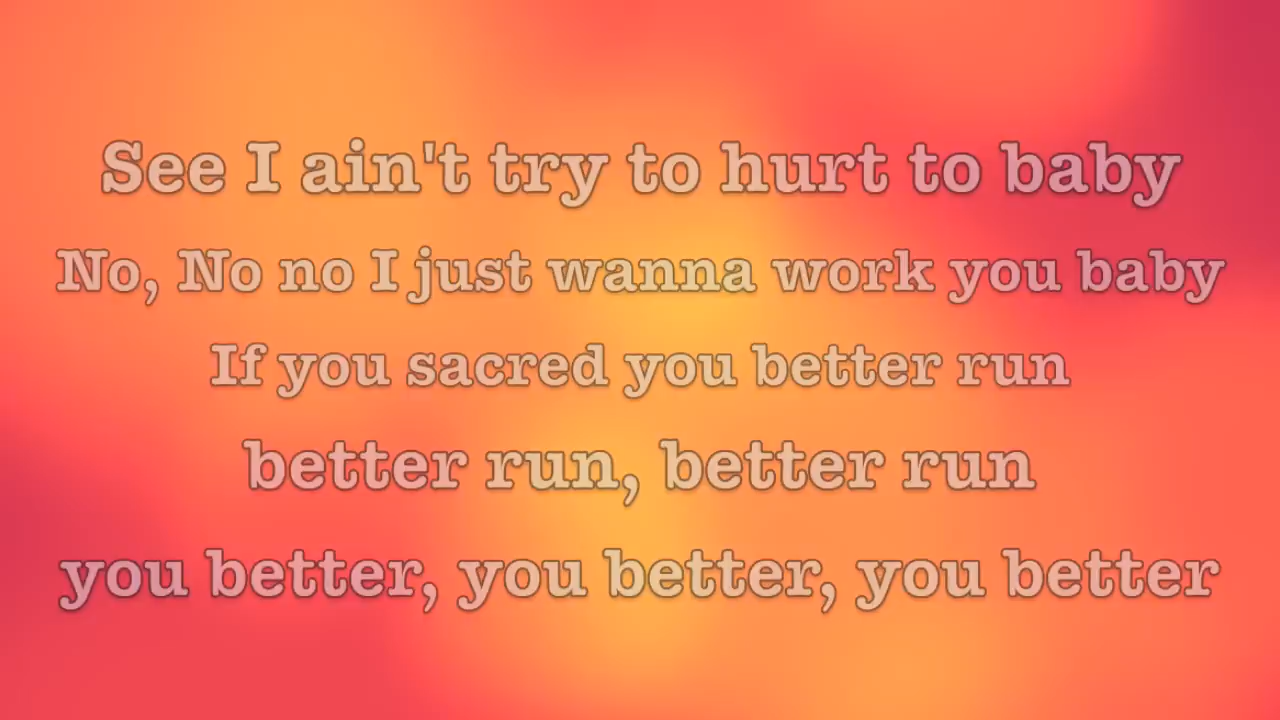 See I ain't try to hurt to baby
No, No no I just wanna work you baby
If you sacred you better run
better run, better run
you better, you better, you better